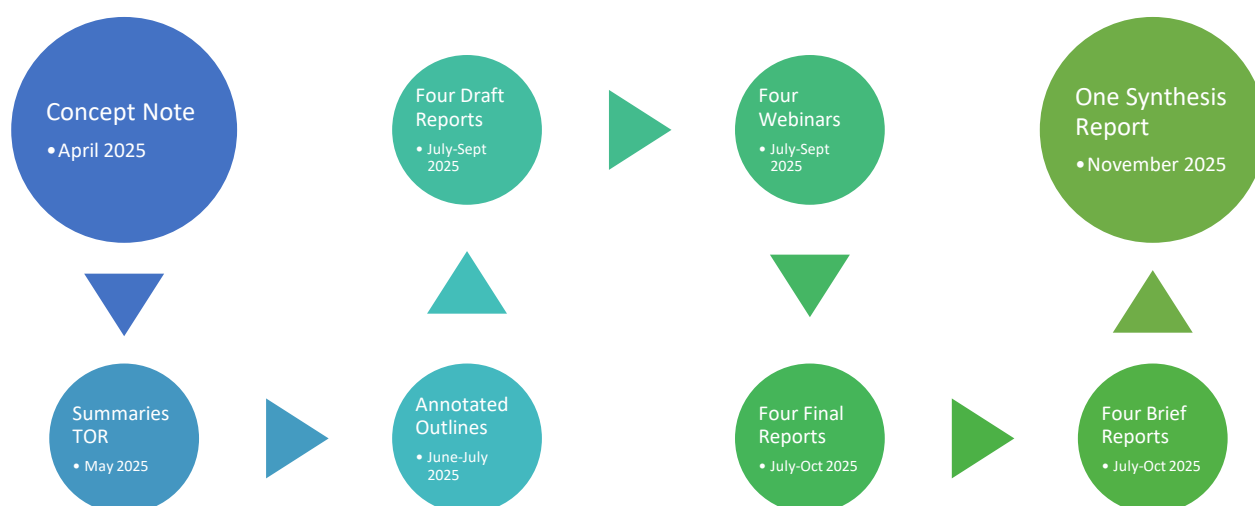 Concept Note
•April 2025
Summaries
TOR
• May 2025
Annotated
Outlines
• June-July
2025
Four Draft
Reports
• July-Sept
2025
Four
Webinars
• July-Sept
2025
Four Final
Reports
• July-Oct 2025
Four Brief
Reports
• July-Oct 2025
One Synthesis
Report
•November 2025